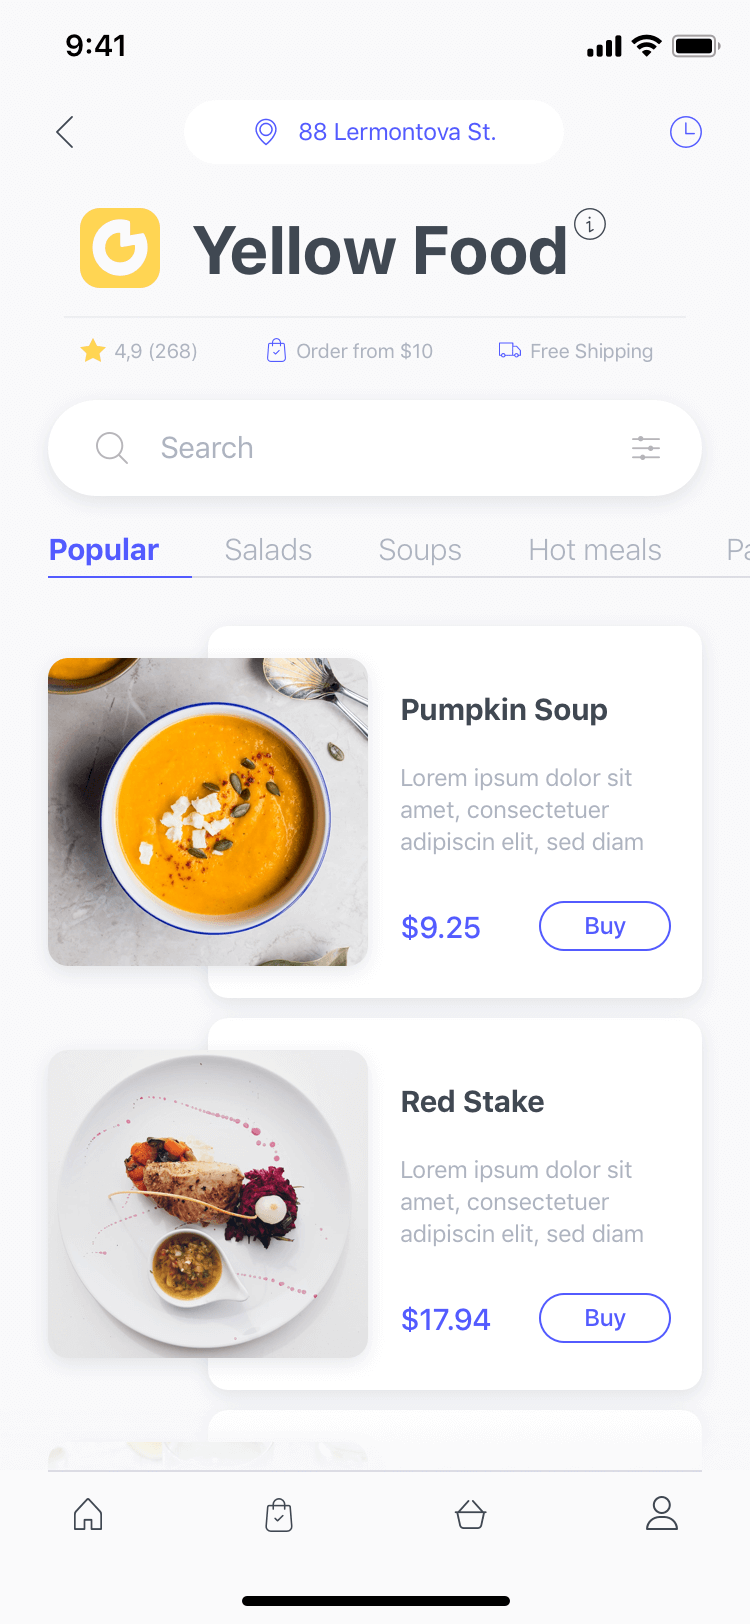 9:41
88 Lermontova St.
Yellow Food
4,9 (268)
Order from $10
Free Shipping
Search
Popular
Salads
Soups
Hot meals
Pumpkin Soup
Lorem ipsum dolor sit
amet, consectetuer
adipiscin elit, sed diam
$9.25
Buy
Red Stake
Lorem ipsum dolor sit
amet, consectetuer
adipiscin elit, sed diam
$17.94
Buy